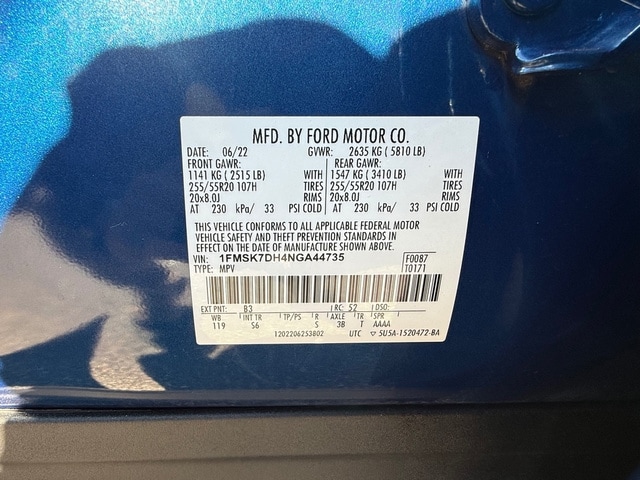 MFD. BY FORD MOTOR CO.
DATE: 06/22 GVWR: 2635 KG ( 5810 LB)
FRONT GAWR: REAR GAWR:
1141 KG ( 2515 LB) WITH 1547 KG ( 3410 LB) WITH
255/55R20 107H TIRES 255/55R20 107H TIRES
20x8.0J RIMS 20x8.0J RIMS
AT 230 kPa/ 33 PSI COLD AT 230 kPa/ 33 PSI COLD
THIS VEHICLE CONFORMS TO ALL APPLICABLE FEDERAL MOTOR
VEHICLE SAFETY AND THEFT PREVENTION STANDARDS IN
EFFECT ON THE DATE OF MANUFACTURE SHOWN ABOVE.
VIN: 1FMSK7DH4NGA44735 F0087
TYPE: MPV T0171
EXT PNT: B3 RC: 52 DSO:
WB INT TR TP/PS R AXLE TR SPR
119 S6 S 3B T AAAA
1202206253802 UTC ▽ 5U5A-1520472-BA